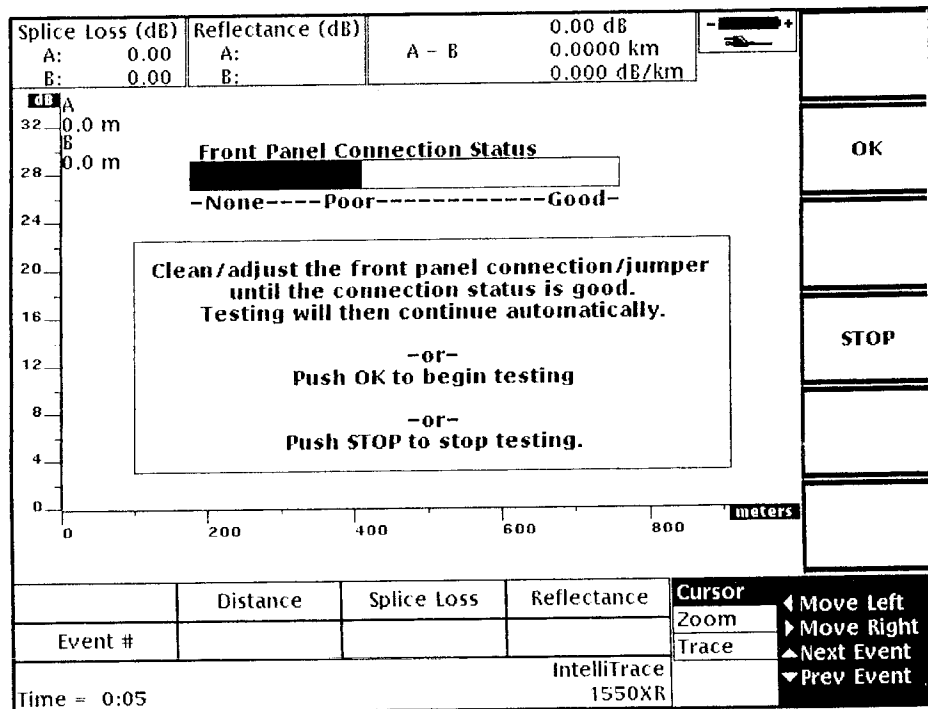 Splice Loss (dB)
A: 0.00
B: 0.00
Reflectance (dB)
A:
B:
A - B
0.00 dB
0.0000 km
0.000 dB/km
- +
dB
A
0.0 m
B
0.0 m
32
28
24
20
16
12
8
4
0
Front Panel Connection Status
-None----Poor-------------Good-
Clean/adjust the front panel connection/jumper
until the connection status is good.
Testing will then continue automatically.
-or-
Push OK to begin testing
-or-
Push STOP to stop testing.
0 200 400 600 800
meters
OK
STOP
Distance Splice Loss Reflectance
Event #
Time = 0:05
IntelliTrace
1550XR
Cursor
Zoom
Trace
Move Left
Move Right
Next Event
Prev Event